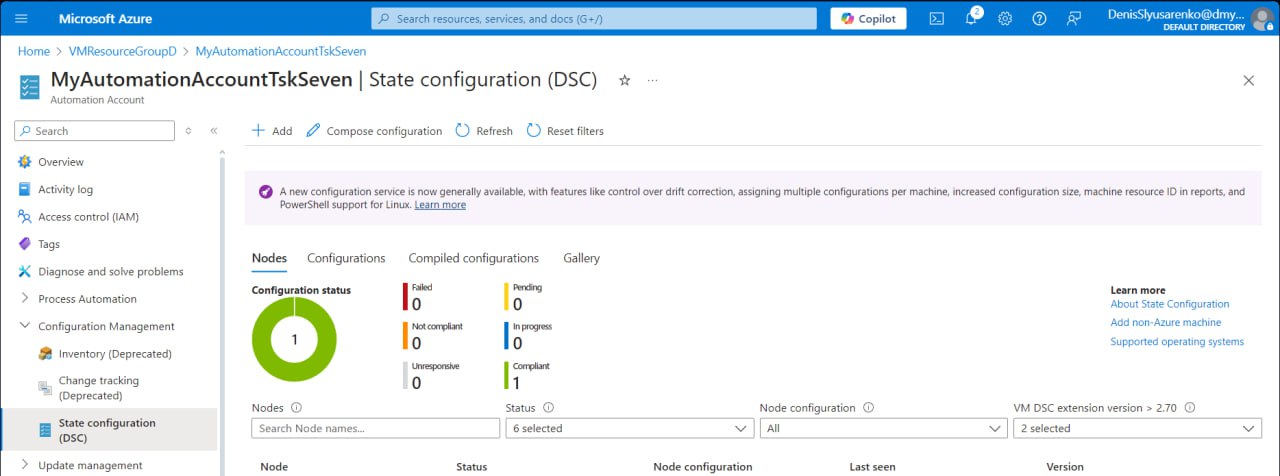 Microsoft Azure
Search resources, services, and docs (G+/)
Copilot
2
DenisSlyusarenko@dmy...
DEFAULT DIRECTORY
Home > VMResourceGroupD > MyAutomationAccountTskSeven
MyAutomationAccountTskSeven | State configuration (DSC)
Automation Account
Search
Overview
Activity log
Access control (IAM)
Tags
Diagnose and solve problems
Process Automation
Configuration Management
Inventory (Deprecated)
Change tracking
(Deprecated)
State configuration
(DSC)
Update management
Add Compose configuration Refresh Reset filters
A new configuration service is now generally available, with features like control over drift correction, assigning multiple configurations per machine, increased configuration size, machine resource ID in reports, and
PowerShell support for Linux. Learn more
Nodes Configurations Compiled configurations Gallery
Configuration status
1
Failed
0
Pending
0
Not compliant
0
In progress
0
Unresponsive
0
Compliant
1
Learn more
About State Configuration
Add non-Azure machine
Supported operating systems
Nodes
Search Node names...
Status
6 selected
Node configuration
All
VM DSC extension version > 2.70
2 selected
Node Status Node configuration Last seen Version